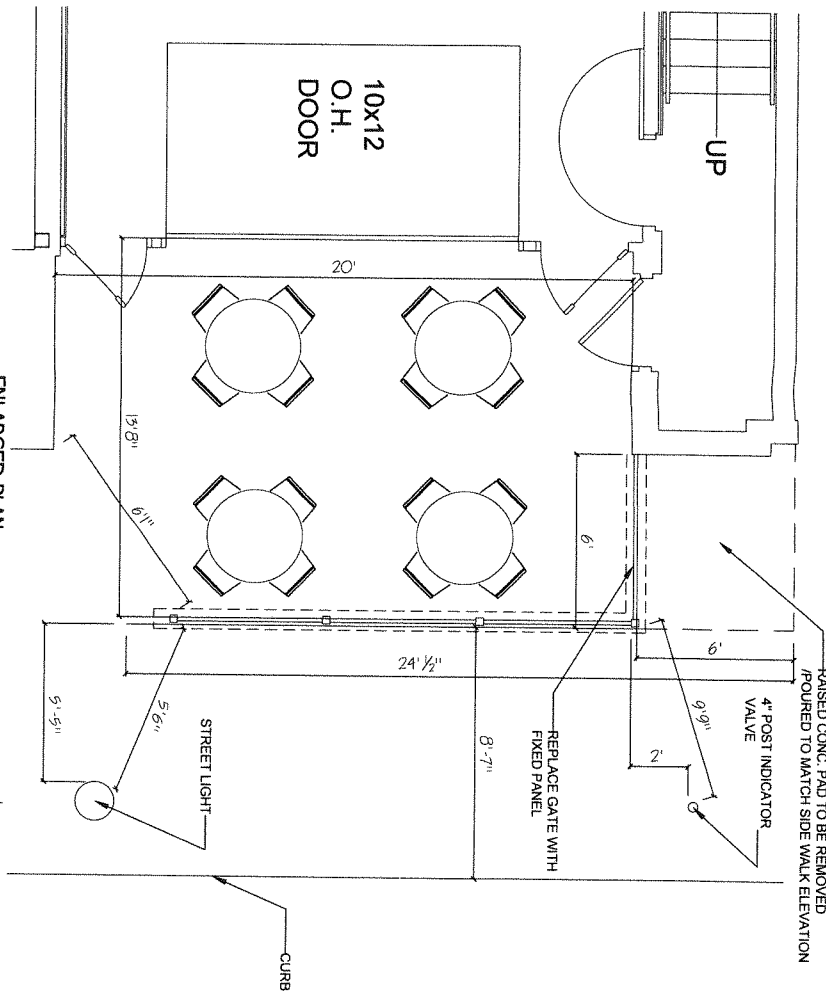 RAISED CONC. PAD TO BE REMOVED
/POURED TO MATCH SIDE WALK ELEVATION
4" POST INDICATOR
VALVE
REPLACE GATE WITH
FIXED PANEL
STREET LIGHT
CURB
UP
10x12
O.H.
DOOR
20'
13'8"
6'1"
6'
6'
24'½"
9'9"
2'
8'-7"
5'6"
5'-5"
ENLARGED PLAN